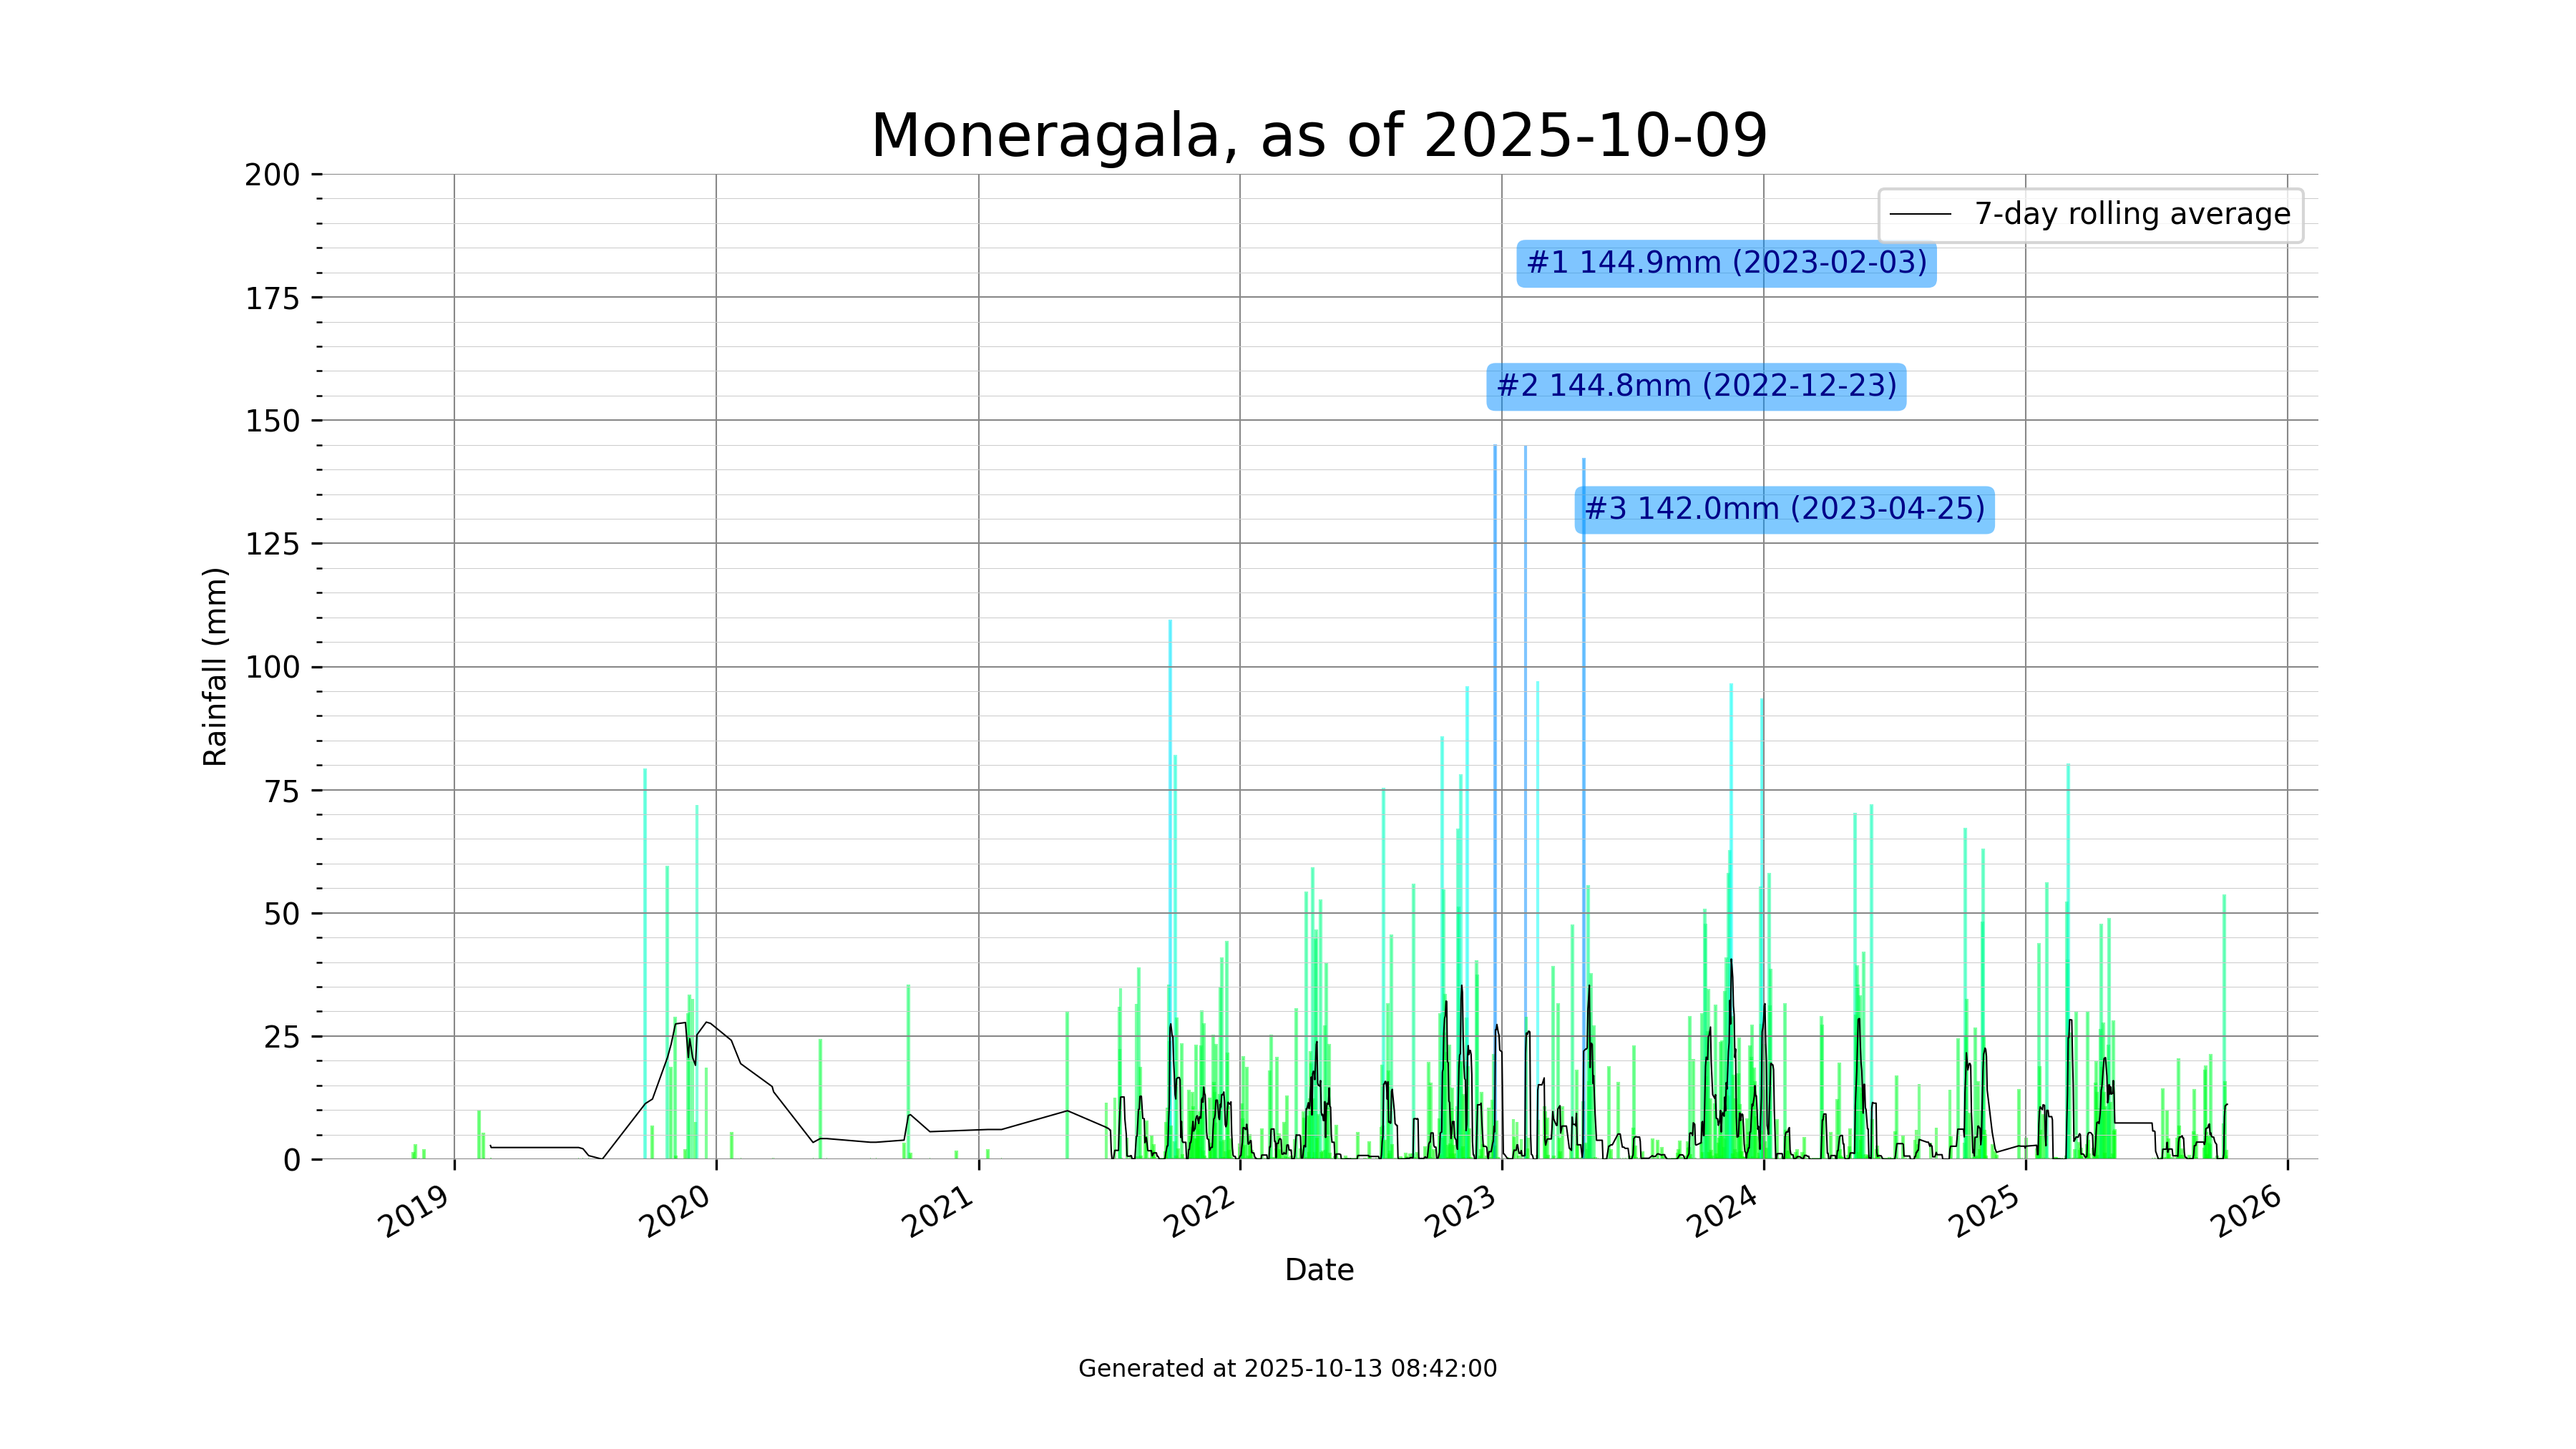 Moneragala, as of 2025-10-09
200
175
150
125
100
75
50
25
0
Rainfall (mm)
7-day rolling average
#1 144.9mm (2023-02-03)
#2 144.8mm (2022-12-23)
#3 142.0mm (2023-04-25)
2019
2020
2021
2022
2023
2024
2025
2026
Date
Generated at 2025-10-13 08:42:00